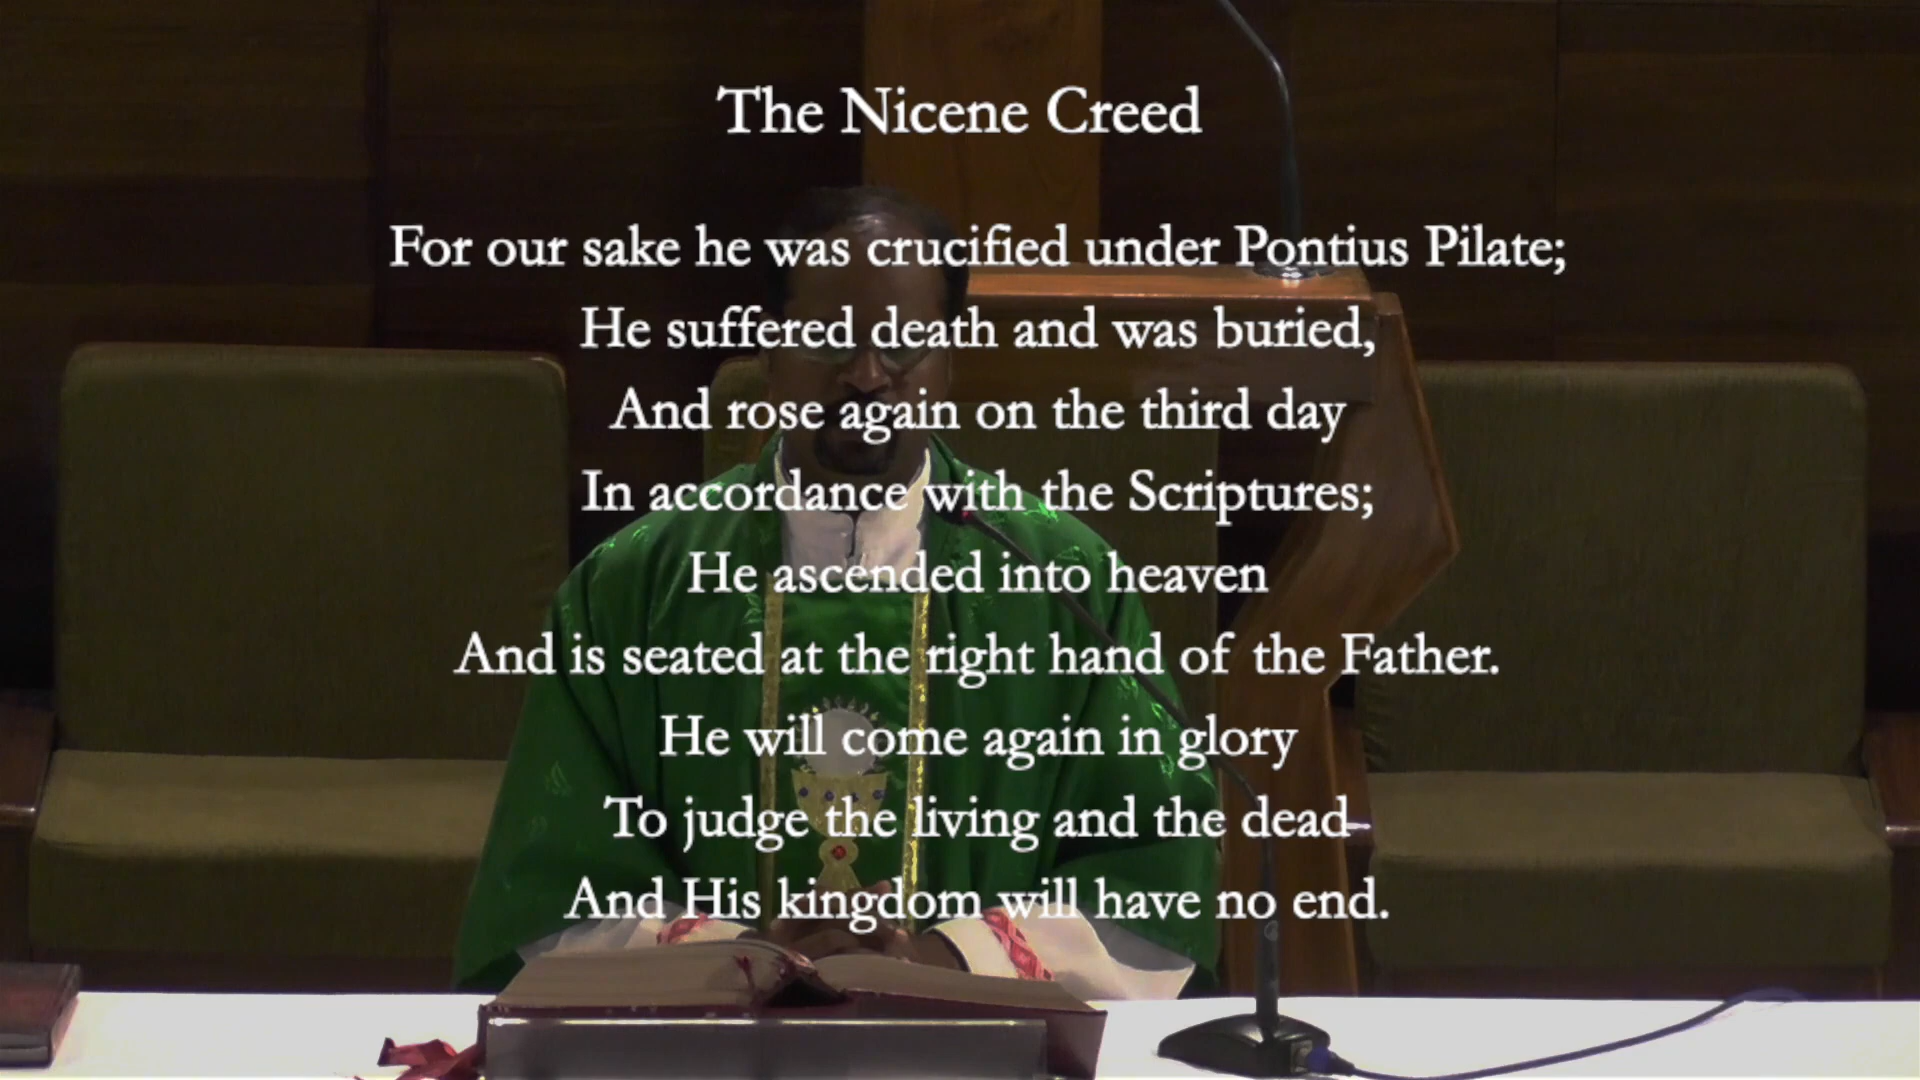 The Nicene Creed
For our sake he was crucified under Pontius Pilate;
He suffered death and was buried,
And rose again on the third day
In accordance with the Scriptures;
He ascended into heaven
And is seated at the right hand of the Father.
He will come again in glory
To judge the living and the dead
And His kingdom will have no end.